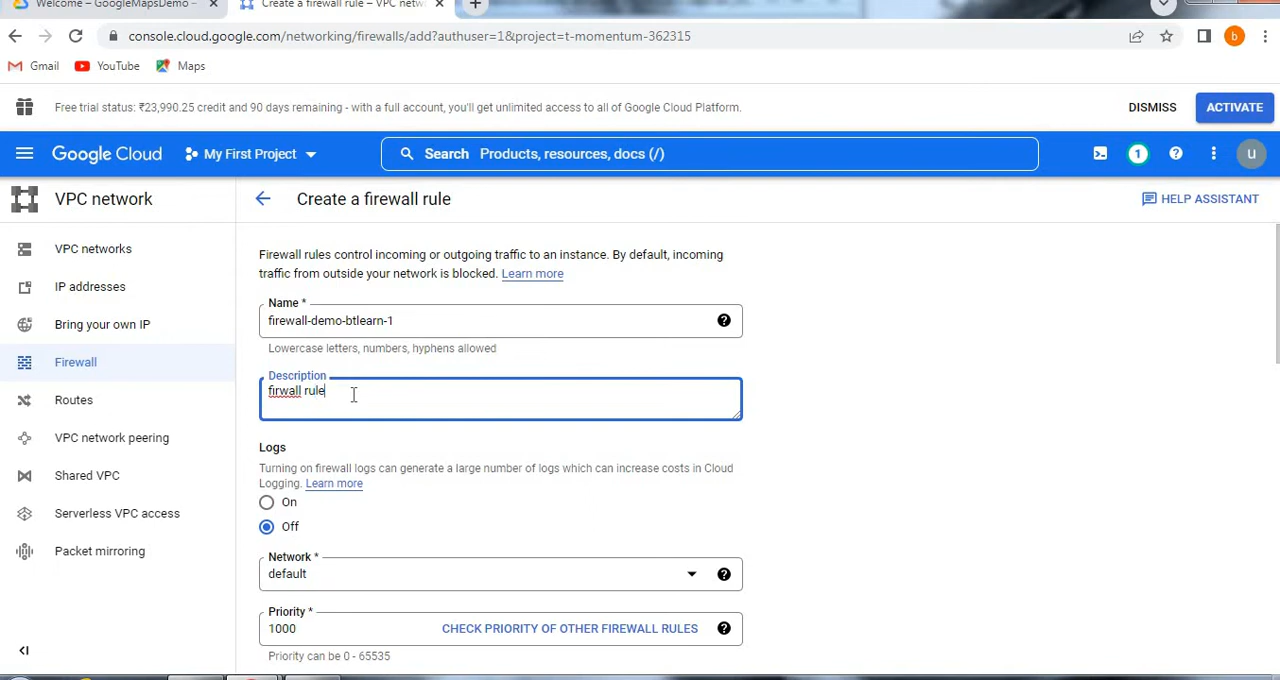 Welcome – GoogleMapsDemo –
Create a firewall rule – VPC netw
console.cloud.google.com/networking/firewalls/add?authuser=1&project=t-momentum-362315
b
Gmail
YouTube
Maps
Free trial status: ₹23,990.25 credit and 90 days remaining - with a full account, you'll get unlimited access to all of Google Cloud Platform.
DISMISS
ACTIVATE
Google Cloud
My First Project
Search Products, resources, docs (/)
1
u
VPC network
Create a firewall rule
HELP ASSISTANT
VPC networks
IP addresses
Bring your own IP
Firewall
Routes
VPC network peering
Shared VPC
Serverless VPC access
Packet mirroring
Firewall rules control incoming or outgoing traffic to an instance. By default, incoming
traffic from outside your network is blocked. Learn more
Name *
firewall-demo-btlearn-1
Lowercase letters, numbers, hyphens allowed
Description
firwall rule
Logs
Turning on firewall logs can generate a large number of logs which can increase costs in Cloud
Logging. Learn more
On
Off
Network *
default
Priority *
1000
CHECK PRIORITY OF OTHER FIREWALL RULES
Priority can be 0 - 65535